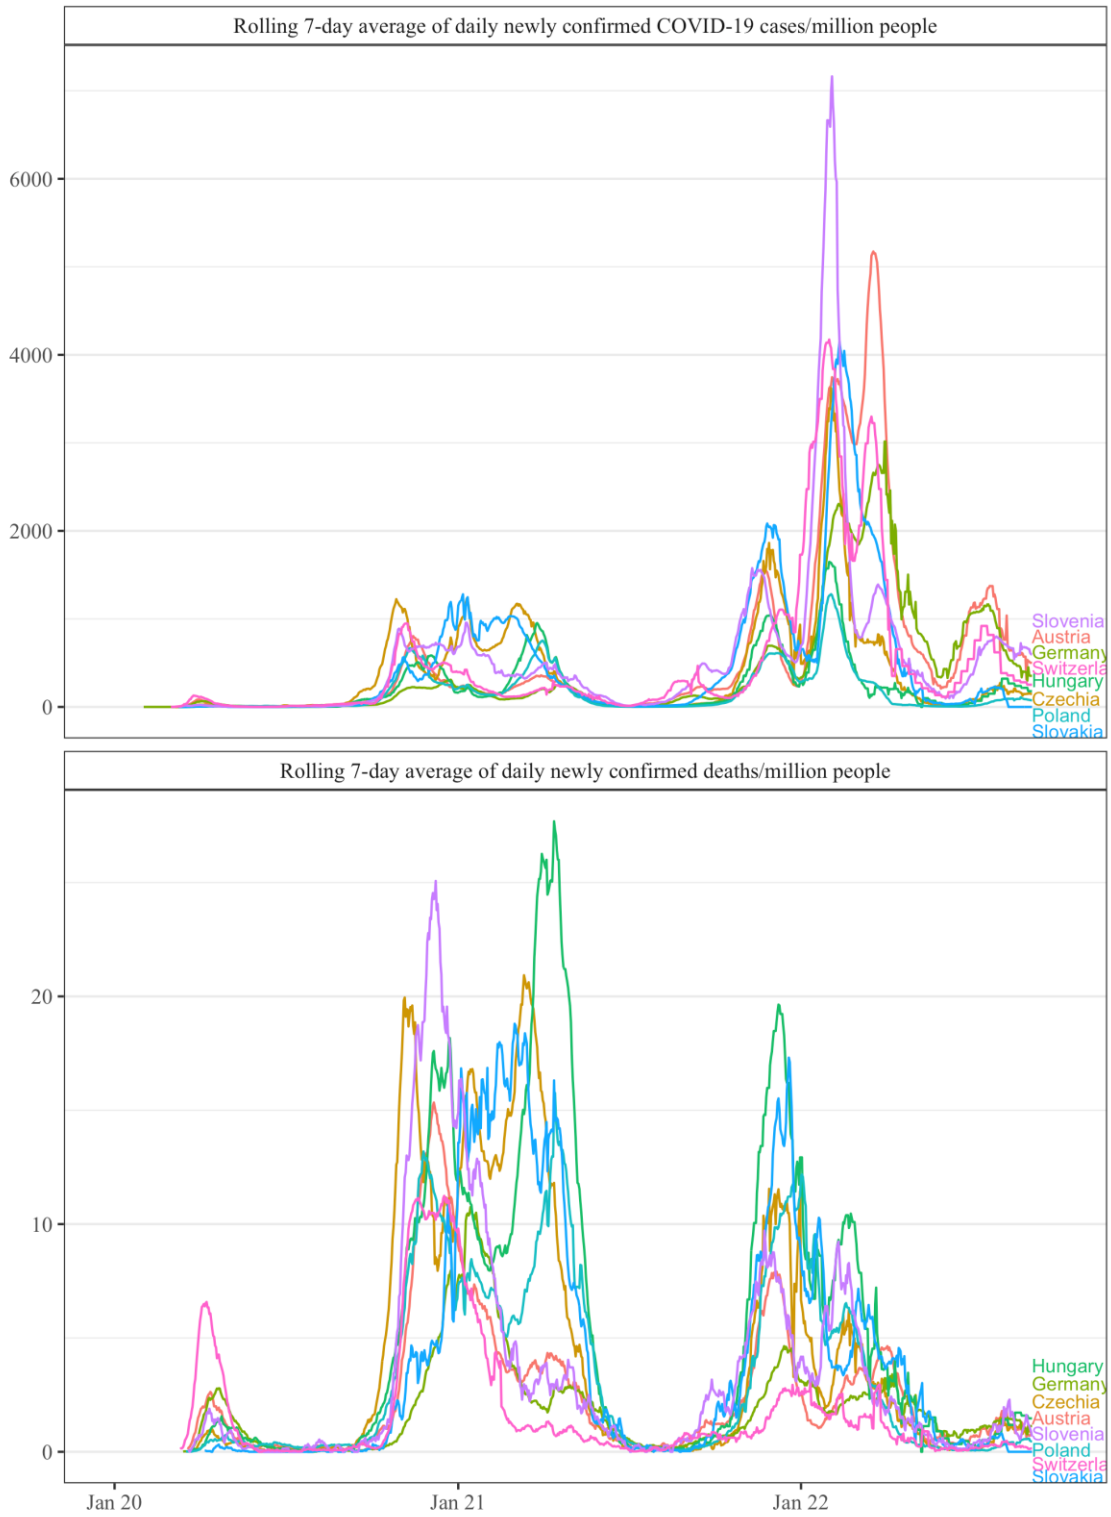 Rolling 7-day average of daily newly confirmed COVID-19 cases/million people
6000
4000
2000
0
Slovenia
Austria
Germany
Switzerla
Hungary
Czechia
Poland
Slovakia
Rolling 7-day average of daily newly confirmed deaths/million people
20
10
0
Hungary
Germany
Czechia
Austria
Slovenia
Poland
Switzerla
Slovakia
Jan 20
Jan 21
Jan 22